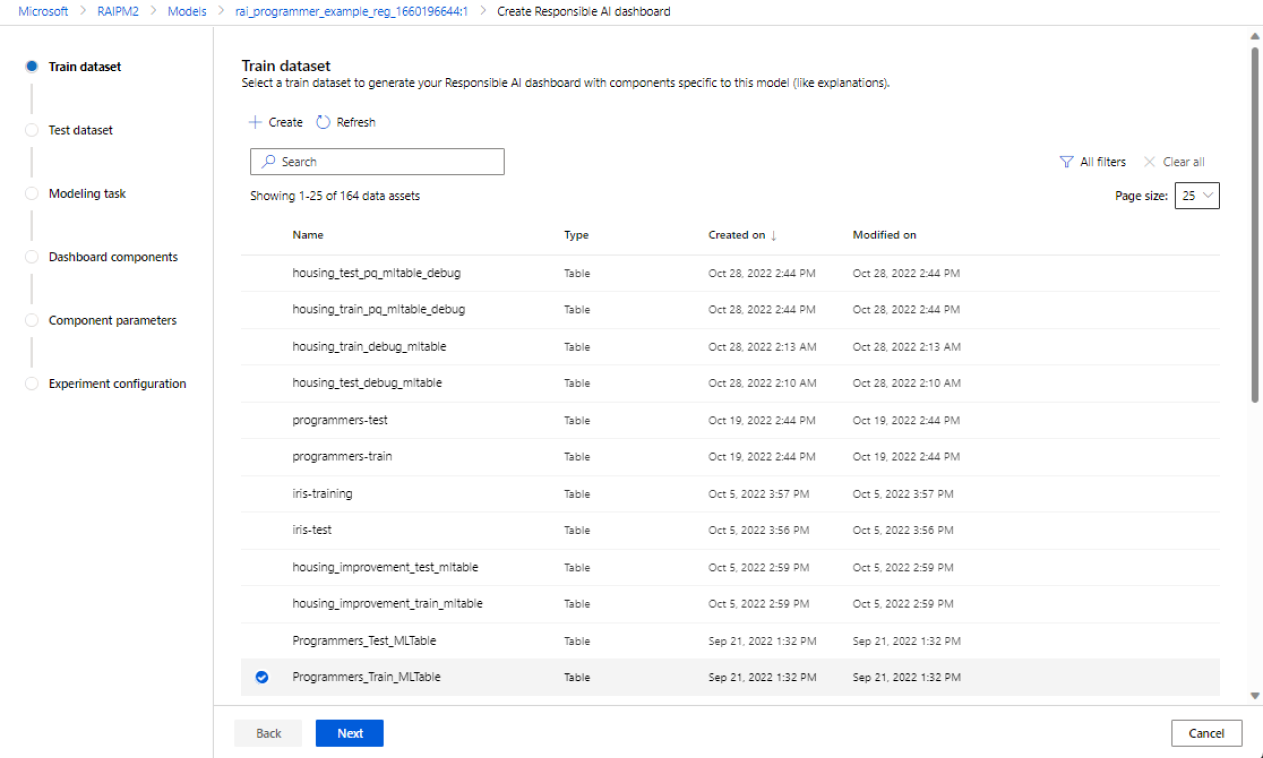 Microsoft > RAIPM2 > Models > rai_programmer_example_reg_1660196644:1 > Create Responsible AI dashboard
Train dataset
Test dataset
Modeling task
Dashboard components
Component parameters
Experiment configuration
Train dataset
Select a train dataset to generate your Responsible AI dashboard with components specific to this model (like explanations).
+ Create Refresh
Search
All filters × Clear all
Showing 1-25 of 164 data assets
Page size: 25
Name Type Created on ↓ Modified on
housing_test_pq_mltable_debug Table Oct 28, 2022 2:44 PM Oct 28, 2022 2:44 PM
housing_train_pq_mltable_debug Table Oct 28, 2022 2:44 PM Oct 28, 2022 2:44 PM
housing_train_debug_mltable Table Oct 28, 2022 2:13 AM Oct 28, 2022 2:13 AM
housing_test_debug_mltable Table Oct 28, 2022 2:10 AM Oct 28, 2022 2:10 AM
programmers-test Table Oct 19, 2022 2:44 PM Oct 19, 2022 2:44 PM
programmers-train Table Oct 19, 2022 2:44 PM Oct 19, 2022 2:44 PM
iris-training Table Oct 5, 2022 3:57 PM Oct 5, 2022 3:57 PM
iris-test Table Oct 5, 2022 3:56 PM Oct 5, 2022 3:56 PM
housing_improvement_test_mltable Table Oct 5, 2022 2:59 PM Oct 5, 2022 2:59 PM
housing_improvement_train_mltable Table Oct 5, 2022 2:59 PM Oct 5, 2022 2:59 PM
Programmers_Test_MLTable Table Sep 21, 2022 1:32 PM Sep 21, 2022 1:32 PM
Programmers_Train_MLTable Table Sep 21, 2022 1:32 PM Sep 21, 2022 1:32 PM
Back Next Cancel